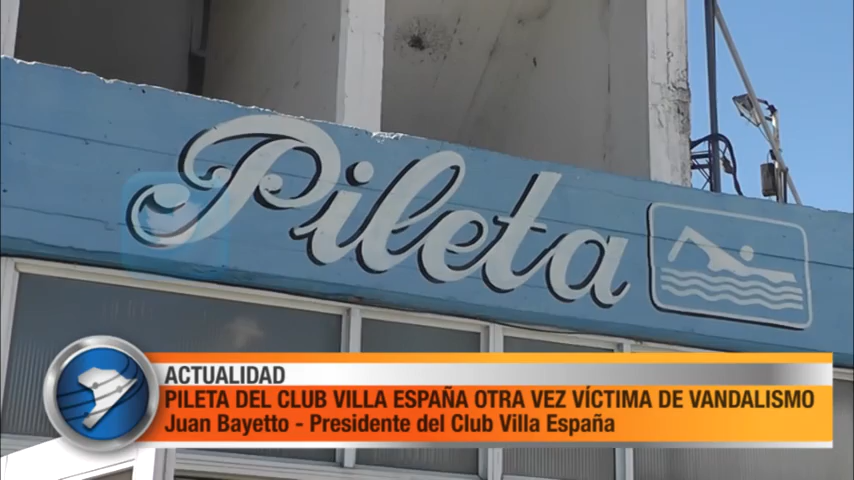 Pileta
ACTUALIDAD
PILETA DEL CLUB VILLA ESPAÑA OTRA VEZ VÍCTIMA DE VANDALISMO
Juan Bayetto - Presidente del Club Villa España